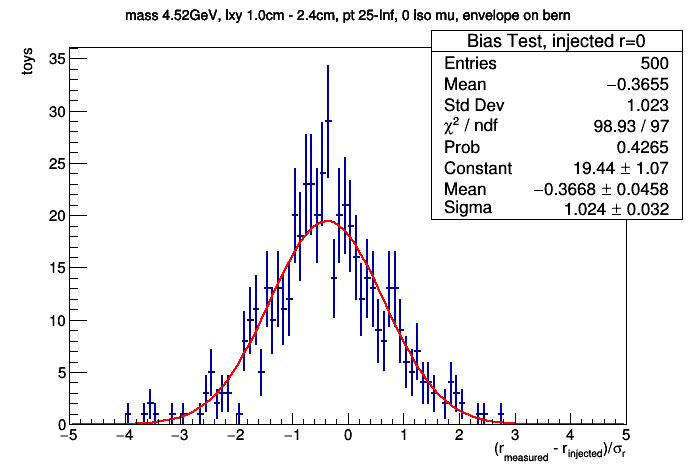 mass 4.52GeV, lxy 1.0cm - 2.4cm, pt 25-Inf, 0 Iso mu, envelope on bern
toys
Bias Test, injected r=0
Entries 500
Mean −0.3655
Std Dev 1.023
χ² / ndf 98.93 / 97
Prob 0.4265
Constant 19.44 ± 1.07
Mean −0.3668 ± 0.0458
Sigma 1.024 ± 0.032
35
30
25
20
15
10
5
0
−5 −4 −3 −2 −1 0 1 2 3 4 5
(r_measured - r_injected)/σ_r